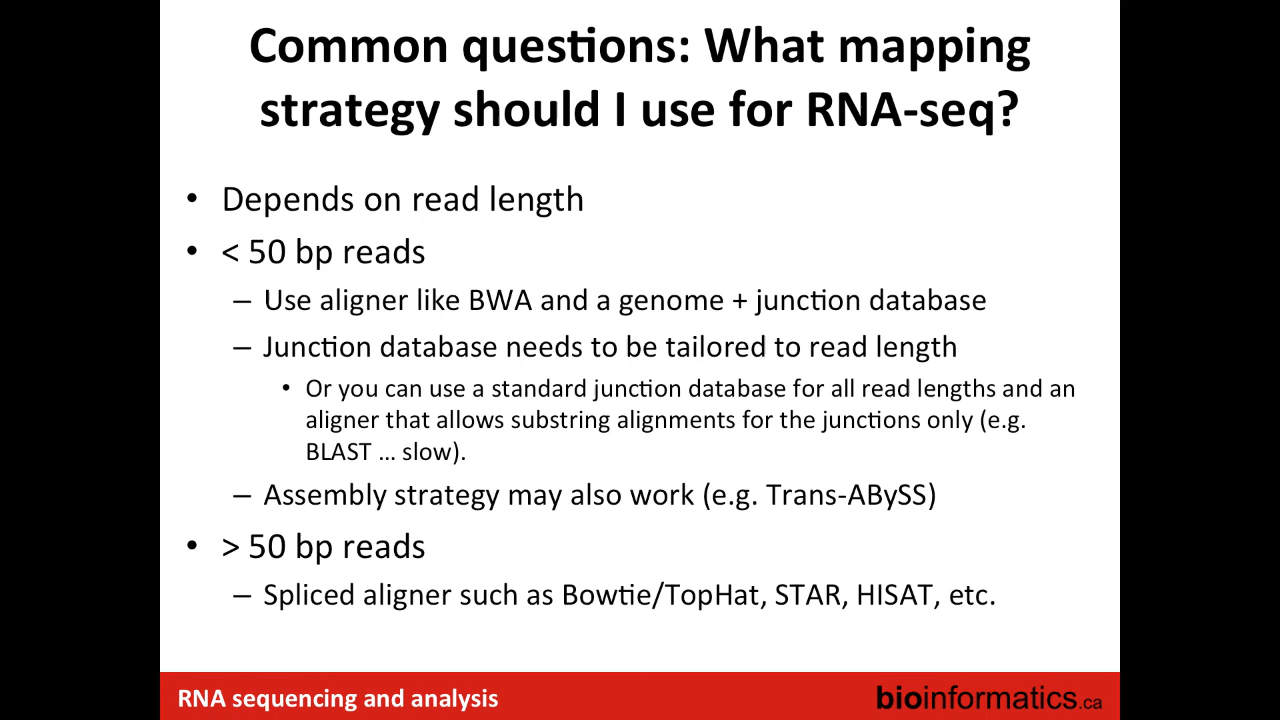 Common questions: What mapping
strategy should I use for RNA-seq?
• Depends on read length
• < 50 bp reads
– Use aligner like BWA and a genome + junction database
– Junction database needs to be tailored to read length
• Or you can use a standard junction database for all read lengths and an
aligner that allows substring alignments for the junctions only (e.g.
BLAST … slow).
– Assembly strategy may also work (e.g. Trans-ABySS)
• > 50 bp reads
– Spliced aligner such as Bowtie/TopHat, STAR, HISAT, etc.
RNA sequencing and analysis
bioinformatics.ca